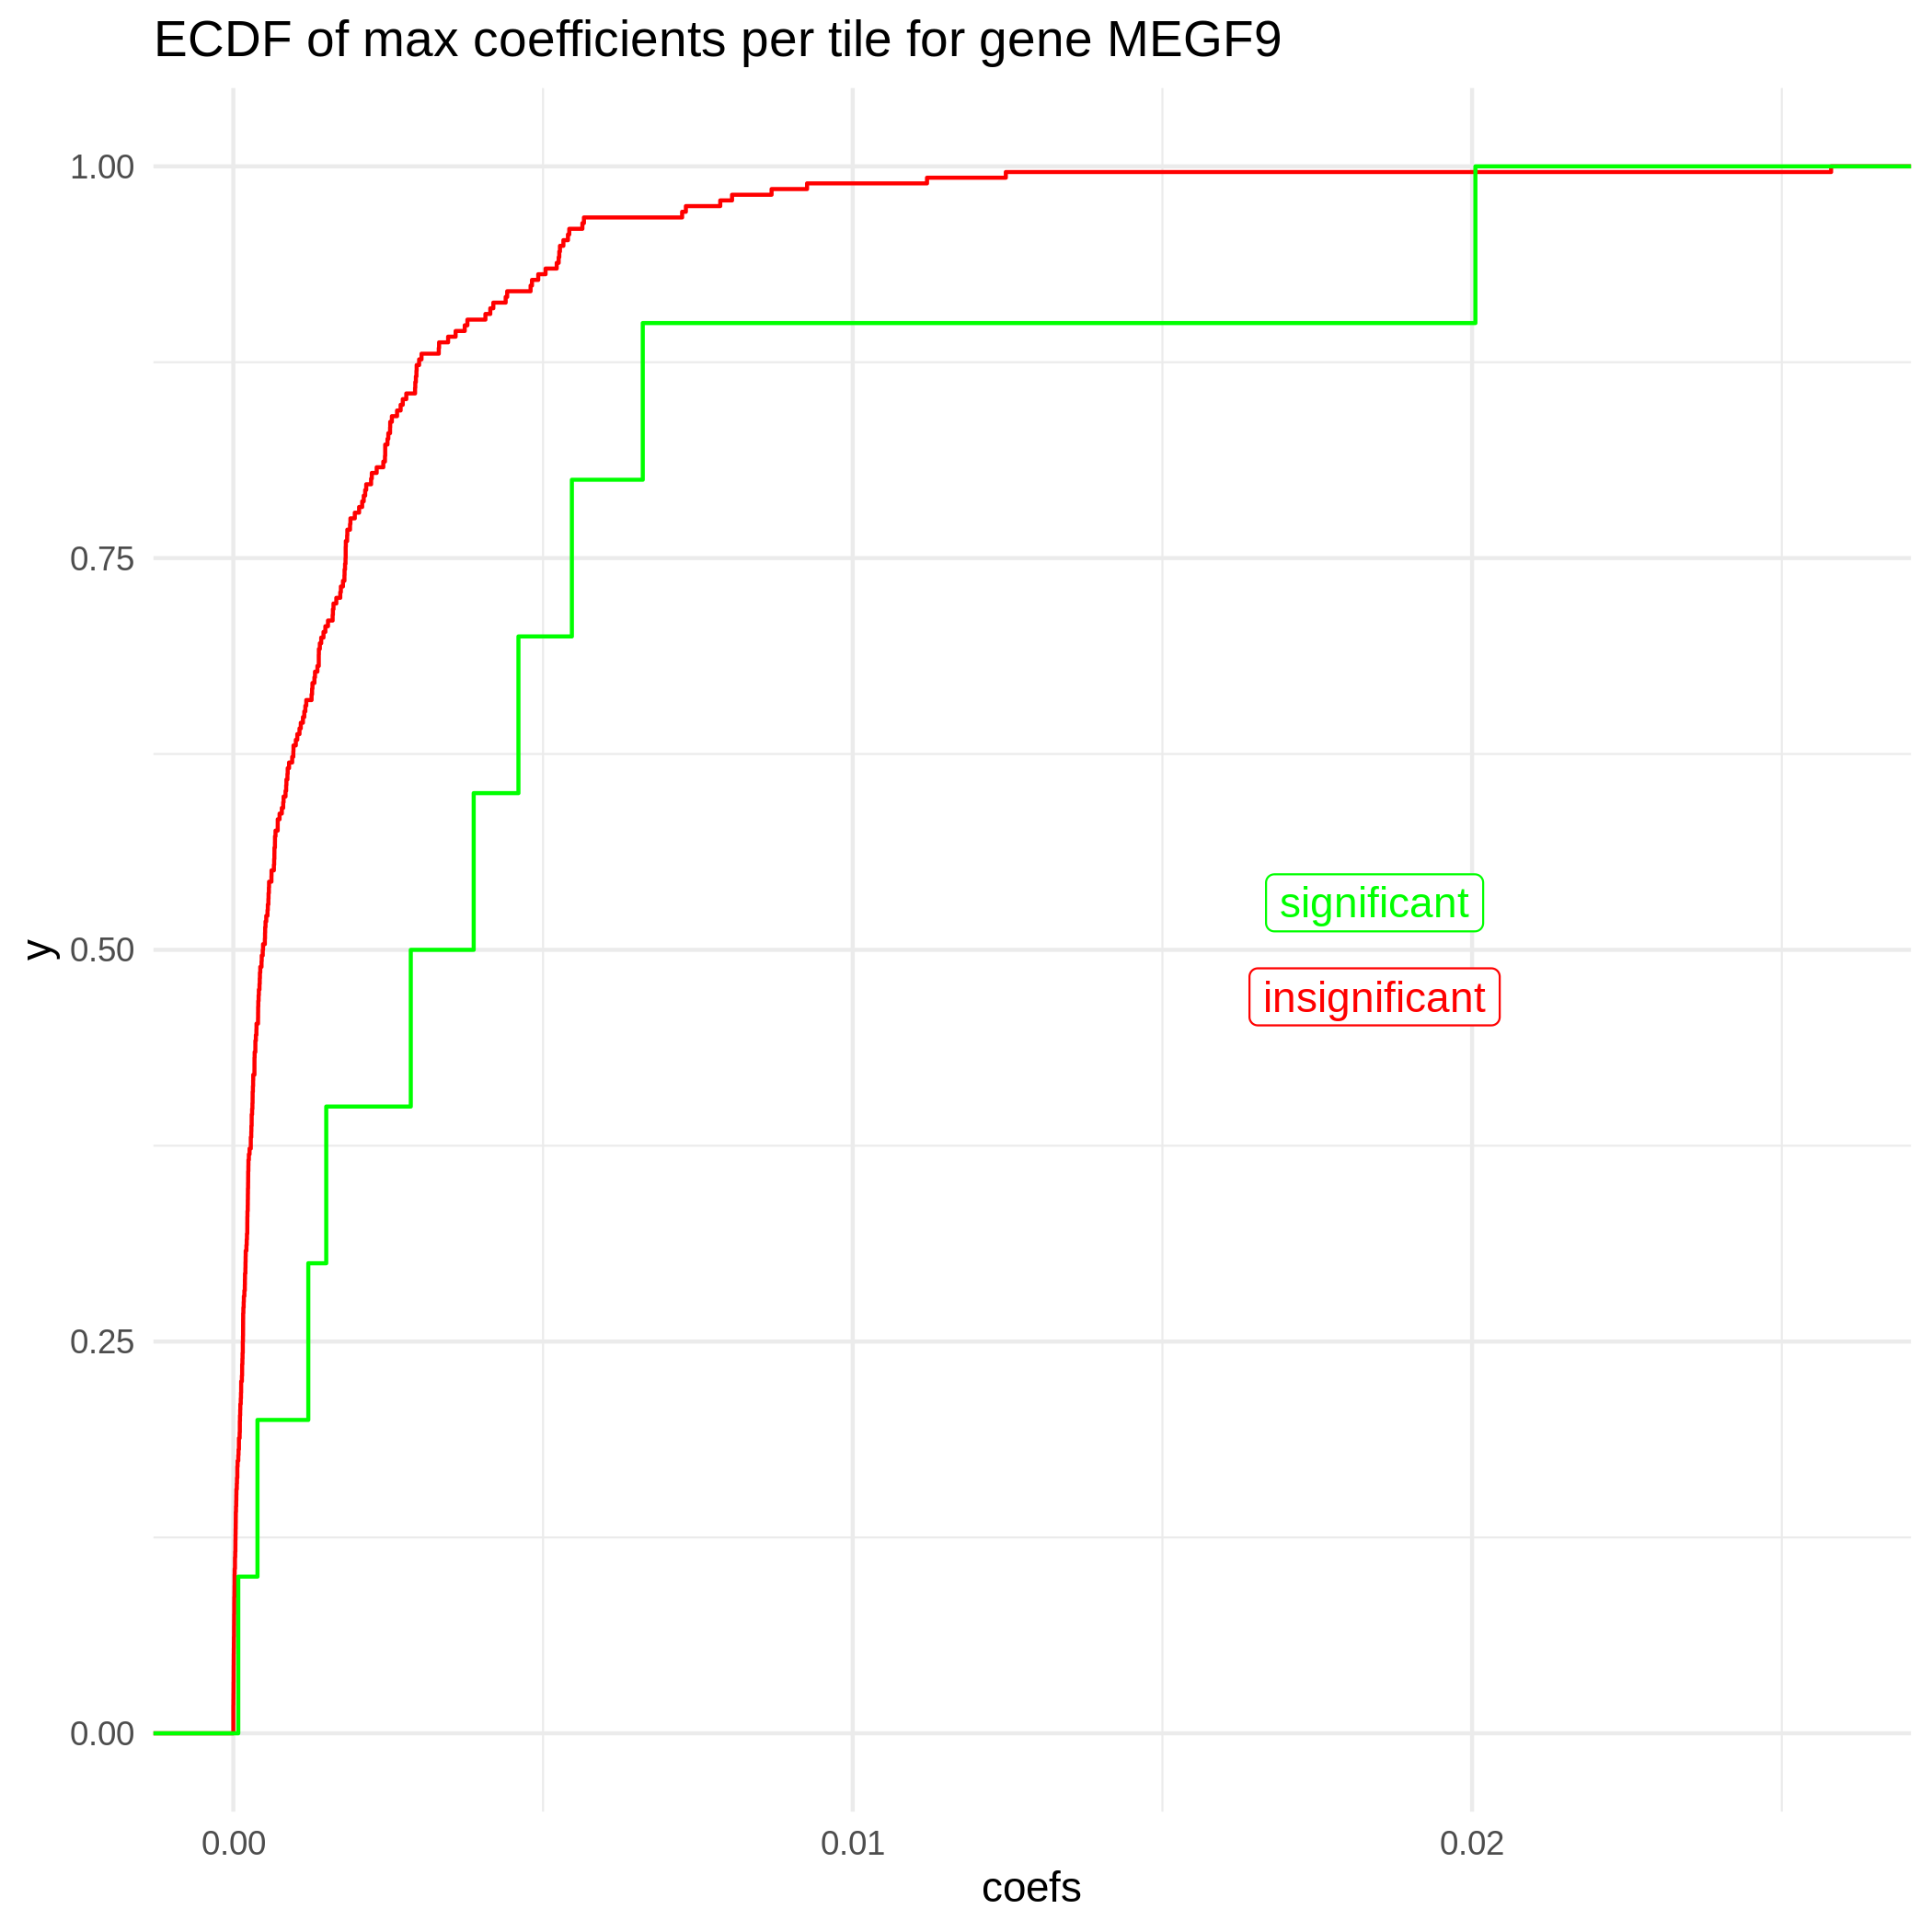 ECDF of max coefficients per tile for gene MEGF9
1.00
0.75
0.50
0.25
0.00
y
significant
insignificant
0.00 0.01 0.02
coefs